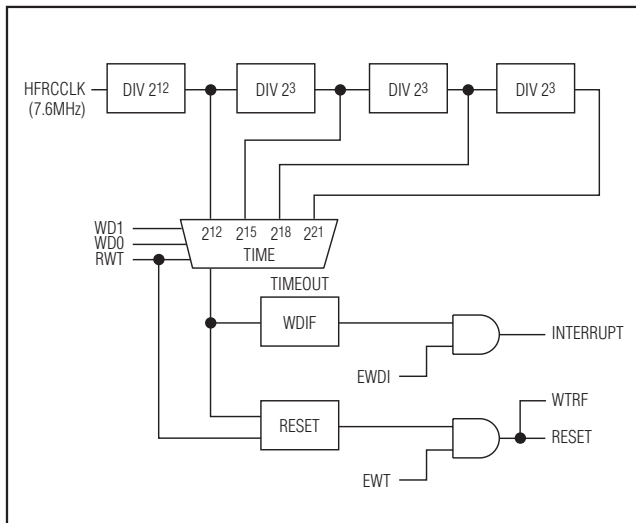 HFRCCLK
(7.6MHz)
DIV 2¹²
DIV 2³
DIV 2³
DIV 2³
WD1
WD0
RWT
2¹² 2¹⁵ 2¹⁸ 2²¹
TIME
TIMEOUT
WDIF
EWDI
INTERRUPT
RESET
EWT
WTRF
RESET